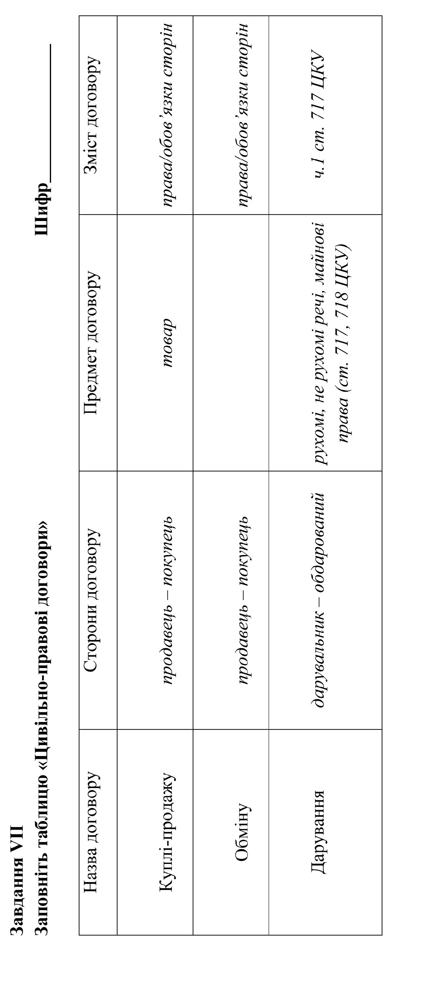 Завдання VII
Заповніть таблицю «Цивільно-правові договори» Шифр_______________
Назва договору Сторони договору Предмет договору Зміст договору
Куплі-продажу продавець – покупець товар права/обов’язки сторін
Обміну продавець – покупець права/обов’язки сторін
Дарування дарувальник – обдарований рухомі, не рухомі речі, майнові ч.1 ст. 717 ЦКУ
права (ст. 717, 718 ЦКУ)